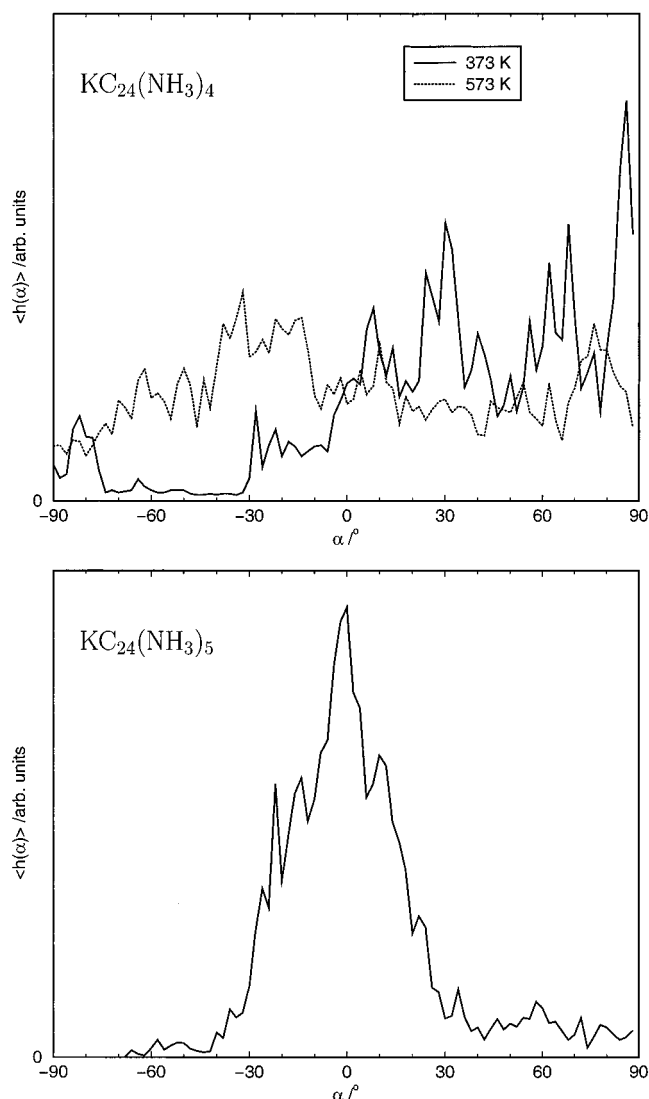 KC24(NH3)4
373 K
573 K
<h(α)> /arb. units
0
−90 −60 −30 0 30 60 90
α /°
KC24(NH3)5
<h(α)> /arb. units
0
−90 −60 −30 0 30 60 90
α /°